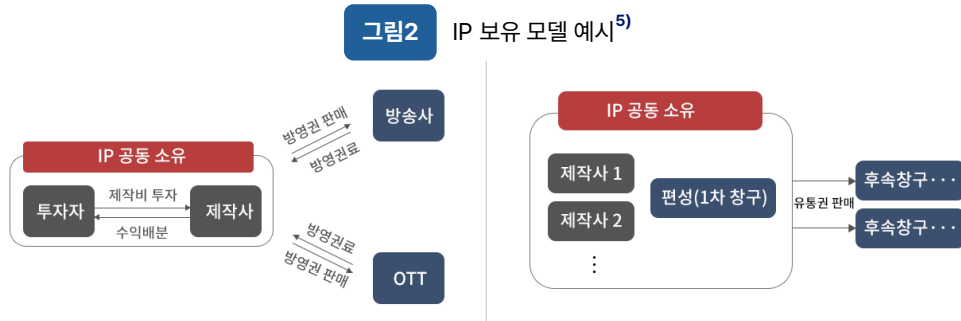 그림2 IP 보유 모델 예시5)
IP 공동 소유
투자자
제작비 투자
수익배분
제작사
방영권 판매
방영권료
방송사
방영권료
방영권 판매
OTT
IP 공동 소유
제작사 1
제작사 2
⋮
편성(1차 창구)
유통권 판매
후속창구···
후속창구···